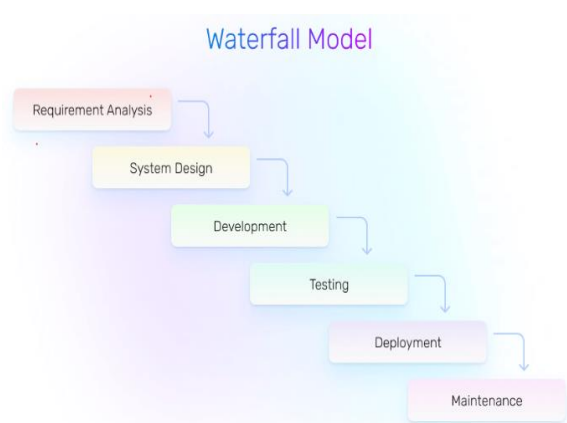 Waterfall Model
Requirement Analysis
System Design
Development
Testing
Deployment
Maintenance